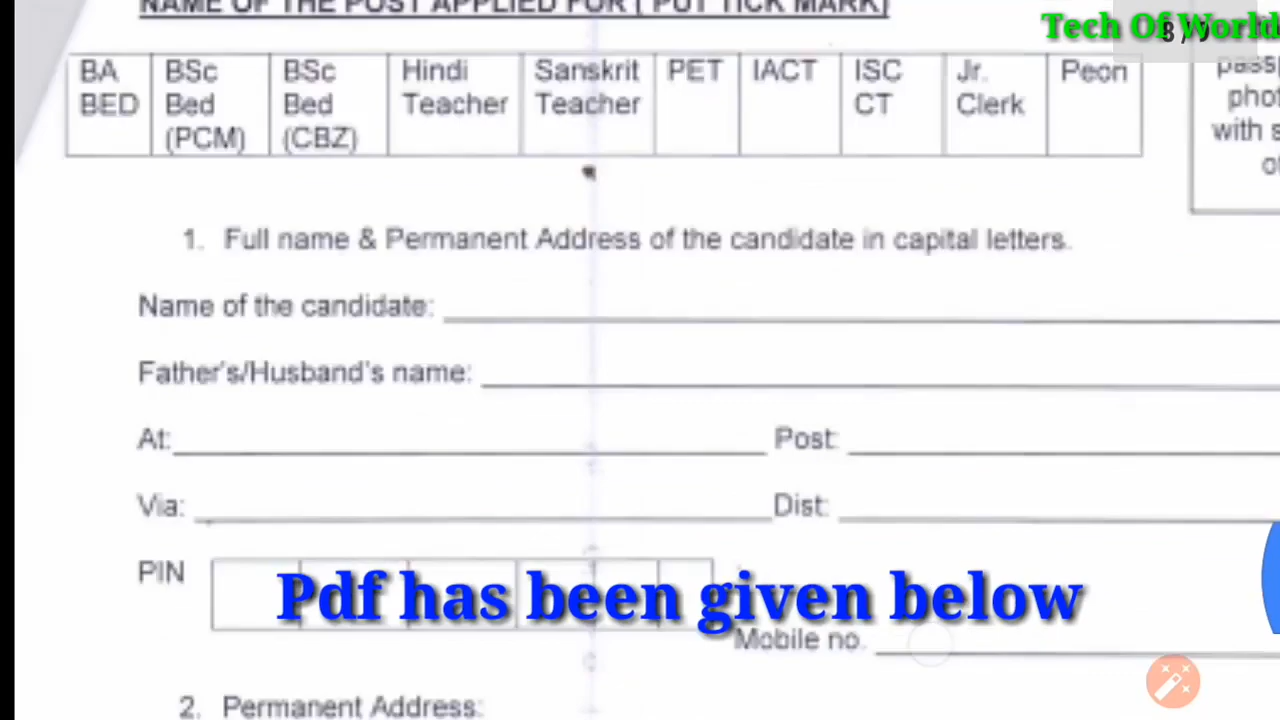 NAME OF THE POST APPLIED FOR ( PUT TICK MARK)
Tech Of World
BA BED
BSc Bed (PCM)
BSc Bed (CBZ)
Hindi Teacher
Sanskrit Teacher
PET
IACT
ISC CT
Jr. Clerk
Peon
with
1. Full name & Permanent Address of the candidate in capital letters.
Name of the candidate:
Father's/Husband's name:
At:
Post:
Via:
Dist:
PIN
Pdf has been given below
Mobile no.
2. Permanent Address: